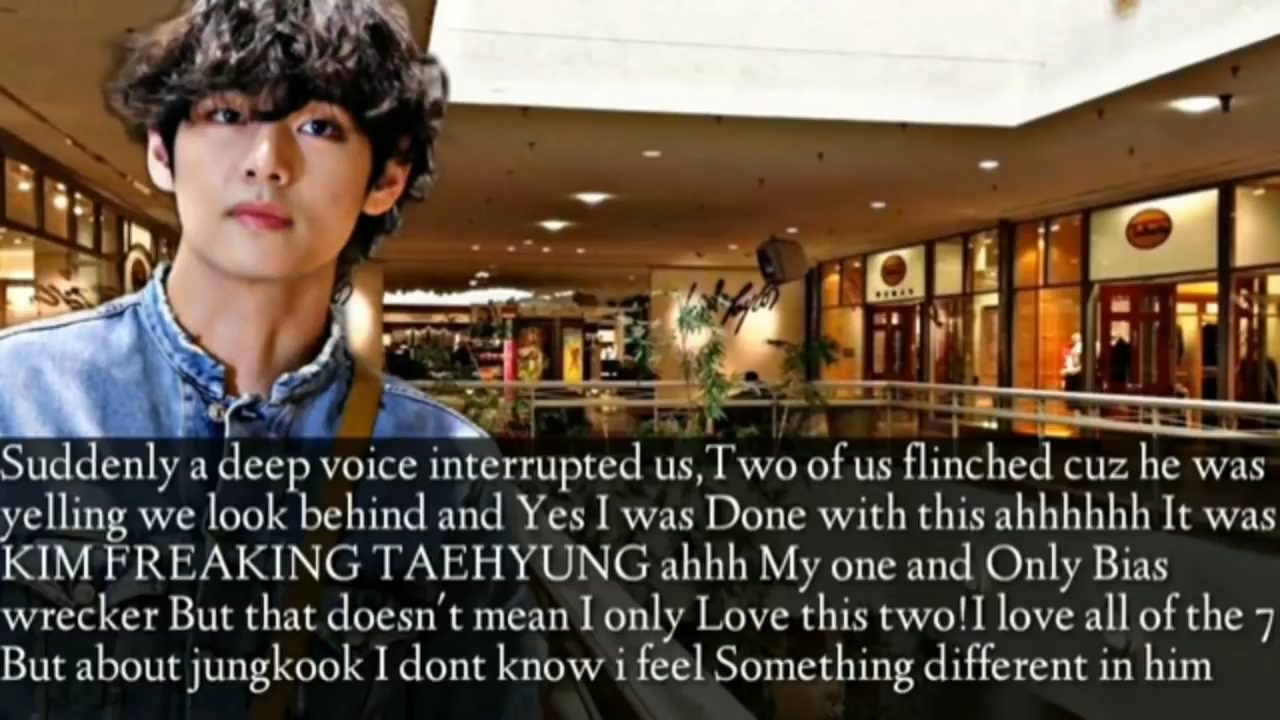 Suddenly a deep voice interrupted us,Two of us flinched cuz he was
yelling we look behind and Yes I was Done with this ahhhhhh It was
KIM FREAKING TAEHYUNG ahhh My one and Only Bias
wrecker But that doesn't mean I only Love this two!I love all of the 7
But about jungkook I dont know i feel Something different in him